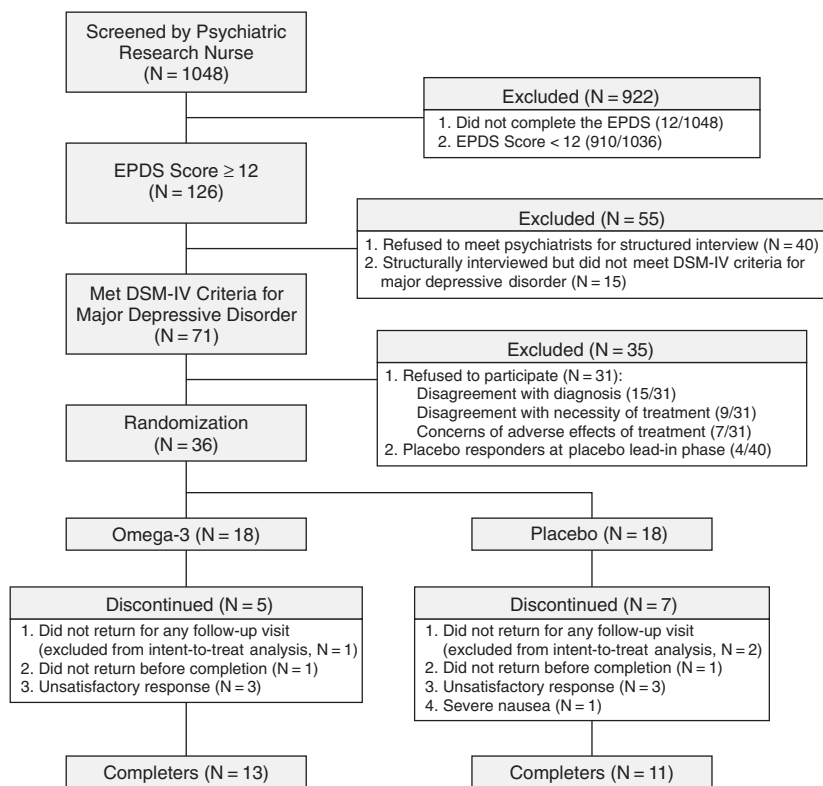 Screened by Psychiatric
Research Nurse
(N = 1048)
Excluded (N = 922)
1. Did not complete the EPDS (12/1048)
2. EPDS Score < 12 (910/1036)
EPDS Score ≥ 12
(N = 126)
Excluded (N = 55)
1. Refused to meet psychiatrists for structured interview (N = 40)
2. Structurally interviewed but did not meet DSM-IV criteria for
major depressive disorder (N = 15)
Met DSM-IV Criteria for
Major Depressive Disorder
(N = 71)
Excluded (N = 35)
1. Refused to participate (N = 31):
Disagreement with diagnosis (15/31)
Disagreement with necessity of treatment (9/31)
Concerns of adverse effects of treatment (7/31)
2. Placebo responders at placebo lead-in phase (4/40)
Randomization
(N = 36)
Omega-3 (N = 18)
Placebo (N = 18)
Discontinued (N = 5)
1. Did not return for any follow-up visit
(excluded from intent-to-treat analysis, N = 1)
2. Did not return before completion (N = 1)
3. Unsatisfactory response (N = 3)
Discontinued (N = 7)
1. Did not return for any follow-up visit
(excluded from intent-to-treat analysis, N = 2)
2. Did not return before completion (N = 1)
3. Unsatisfactory response (N = 3)
4. Severe nausea (N = 1)
Completers (N = 13)
Completers (N = 11)